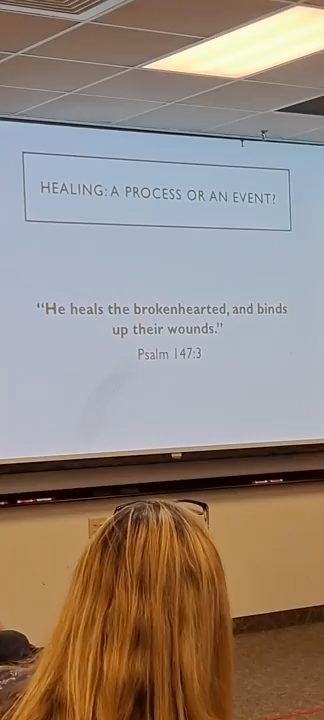 HEALING: A PROCESS OR AN EVENT?
“He heals the brokenhearted, and binds
up their wounds.”
Psalm 147:3